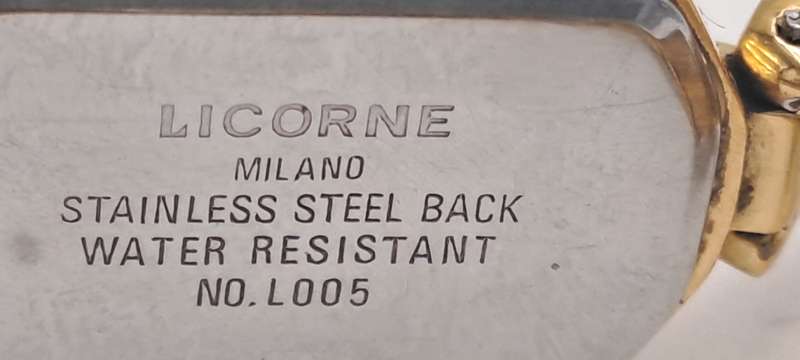 LICORNE
MILANO
STAINLESS STEEL BACK
WATER RESISTANT
NO. L005